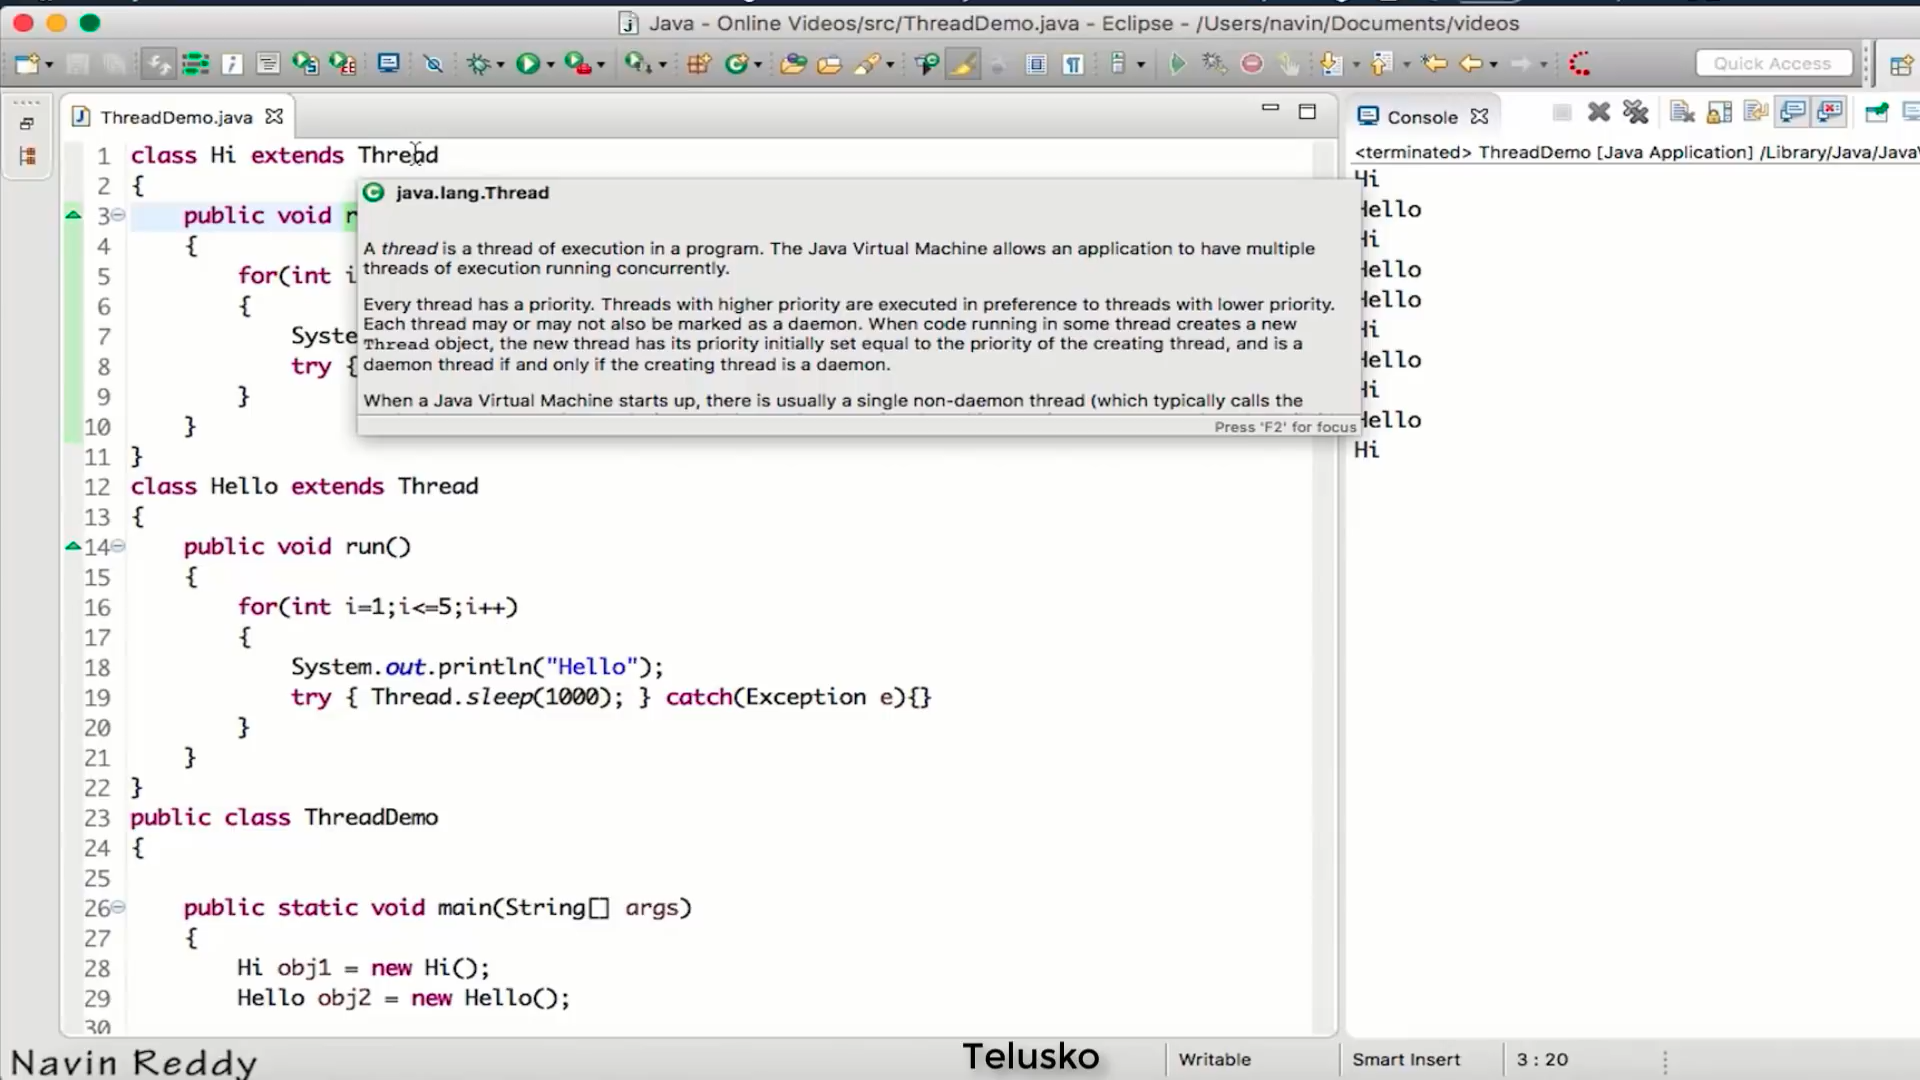 Java - Online Videos/src/ThreadDemo.java - Eclipse - /Users/navin/Documents/videos
Quick Access
ThreadDemo.java
Console
<terminated> ThreadDemo [Java Application] /Library/Java/Java
1 class Hi extends Thread
2 {
3 public void r
4 {
5 for(int i
6 {
7 Syste
8 try {
9 }
10 }
11 }
12 class Hello extends Thread
13 {
14 public void run()
15 {
16 for(int i=1;i<=5;i++)
17 {
18 System.out.println("Hello");
19 try { Thread.sleep(1000); } catch(Exception e){}
20 }
21 }
22 }
23 public class ThreadDemo
24 {
25
26 public static void main(String[] args)
27 {
28 Hi obj1 = new Hi();
29 Hello obj2 = new Hello();
30
java.lang.Thread
A thread is a thread of execution in a program. The Java Virtual Machine allows an application to have multiple
threads of execution running concurrently.
Every thread has a priority. Threads with higher priority are executed in preference to threads with lower priority.
Each thread may or may not also be marked as a daemon. When code running in some thread creates a new
Thread object, the new thread has its priority initially set equal to the priority of the creating thread, and is a
daemon thread if and only if the creating thread is a daemon.
When a Java Virtual Machine starts up, there is usually a single non-daemon thread (which typically calls the
Press 'F2' for focus
Hi
Hello
Hi
Hello
Hello
Hi
Hello
Hi
Hello
Hi
Navin Reddy
Telusko
Writable
Smart Insert
3 : 20